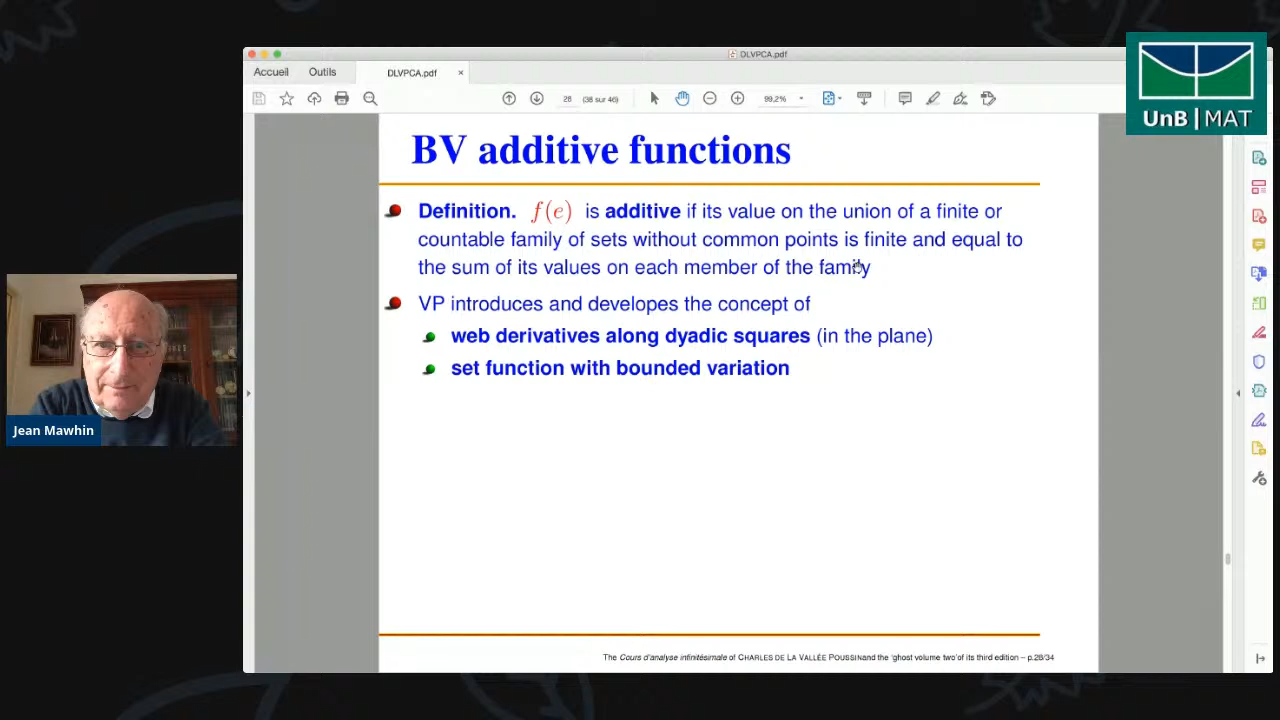 DLVPCA.pdf
Accueil
Outils
DLVPCA.pdf
×
28
(38 sur 46)
99,2%
UnB | MAT
BV additive functions
Definition. f(e) is additive if its value on the union of a finite or
countable family of sets without common points is finite and equal to
the sum of its values on each member of the family
VP introduces and developes the concept of
web derivatives along dyadic squares (in the plane)
set function with bounded variation
Jean Mawhin
The Cours d'analyse infinitésimale of CHARLES DE LA VALLÉE POUSSINand the 'ghost volume two'of its third edition – p.28/34